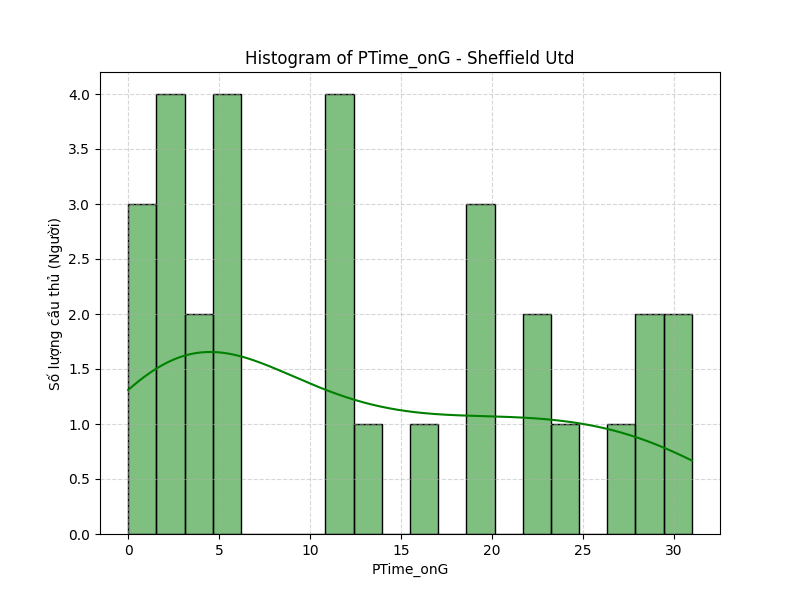 Histogram of PTime_onG - Sheffield Utd
Số lượng cầu thủ (Người)
4.0
3.5
3.0
2.5
2.0
1.5
1.0
0.5
0.0
0 5 10 15 20 25 30
PTime_onG